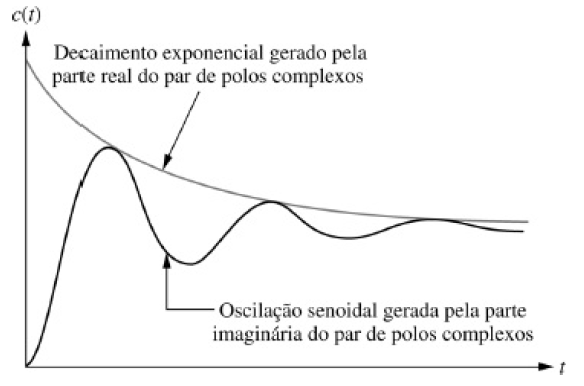 c(t)
Decaimento exponencial gerado pela
parte real do par de polos complexos
Oscilação senoidal gerada pela parte
imaginária do par de polos complexos
t